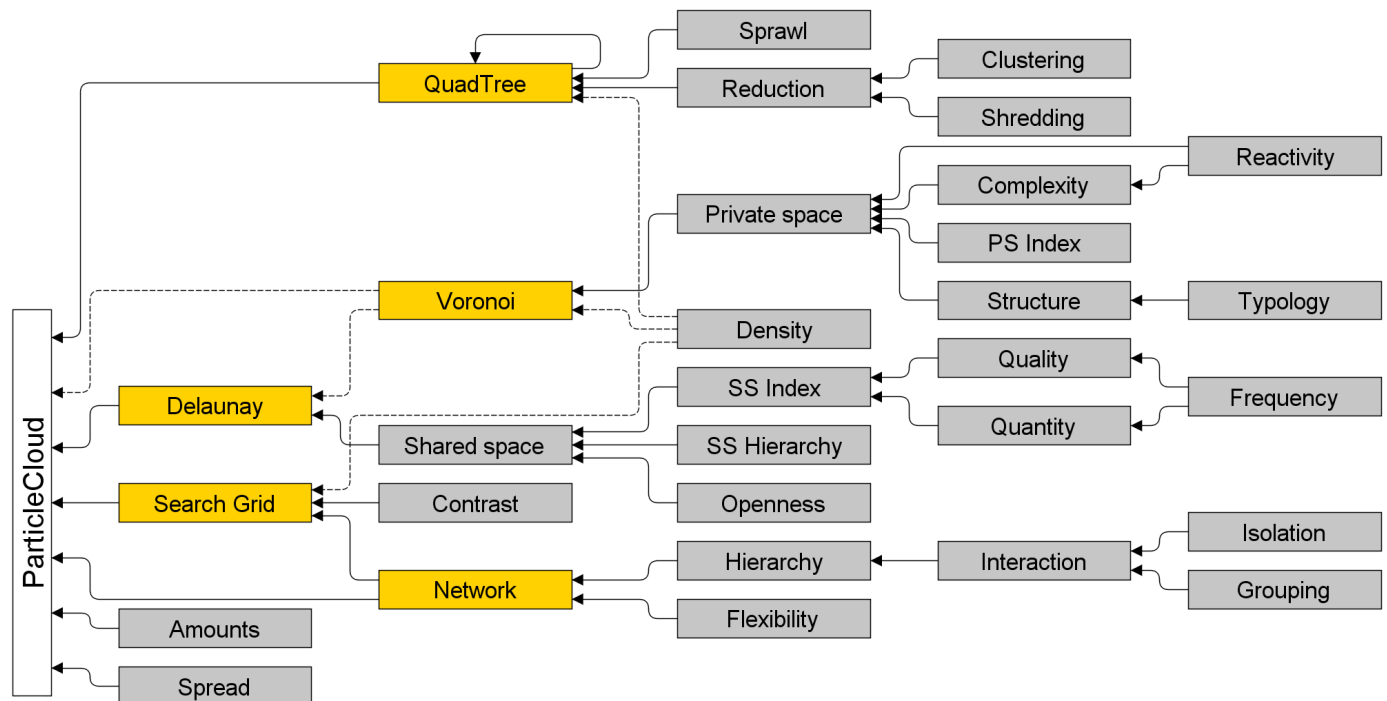 Sprawl
Clustering
QuadTree
Reduction
Shredding
Reactivity
Complexity
Private space
PS Index
Voronoi
Structure
Typology
Density
Quality
SS Index
Delaunay
Frequency
Quantity
Shared space
SS Hierarchy
ParticleCloud
Search Grid
Contrast
Openness
Isolation
Hierarchy
Interaction
Network
Grouping
Flexibility
Amounts
Spread